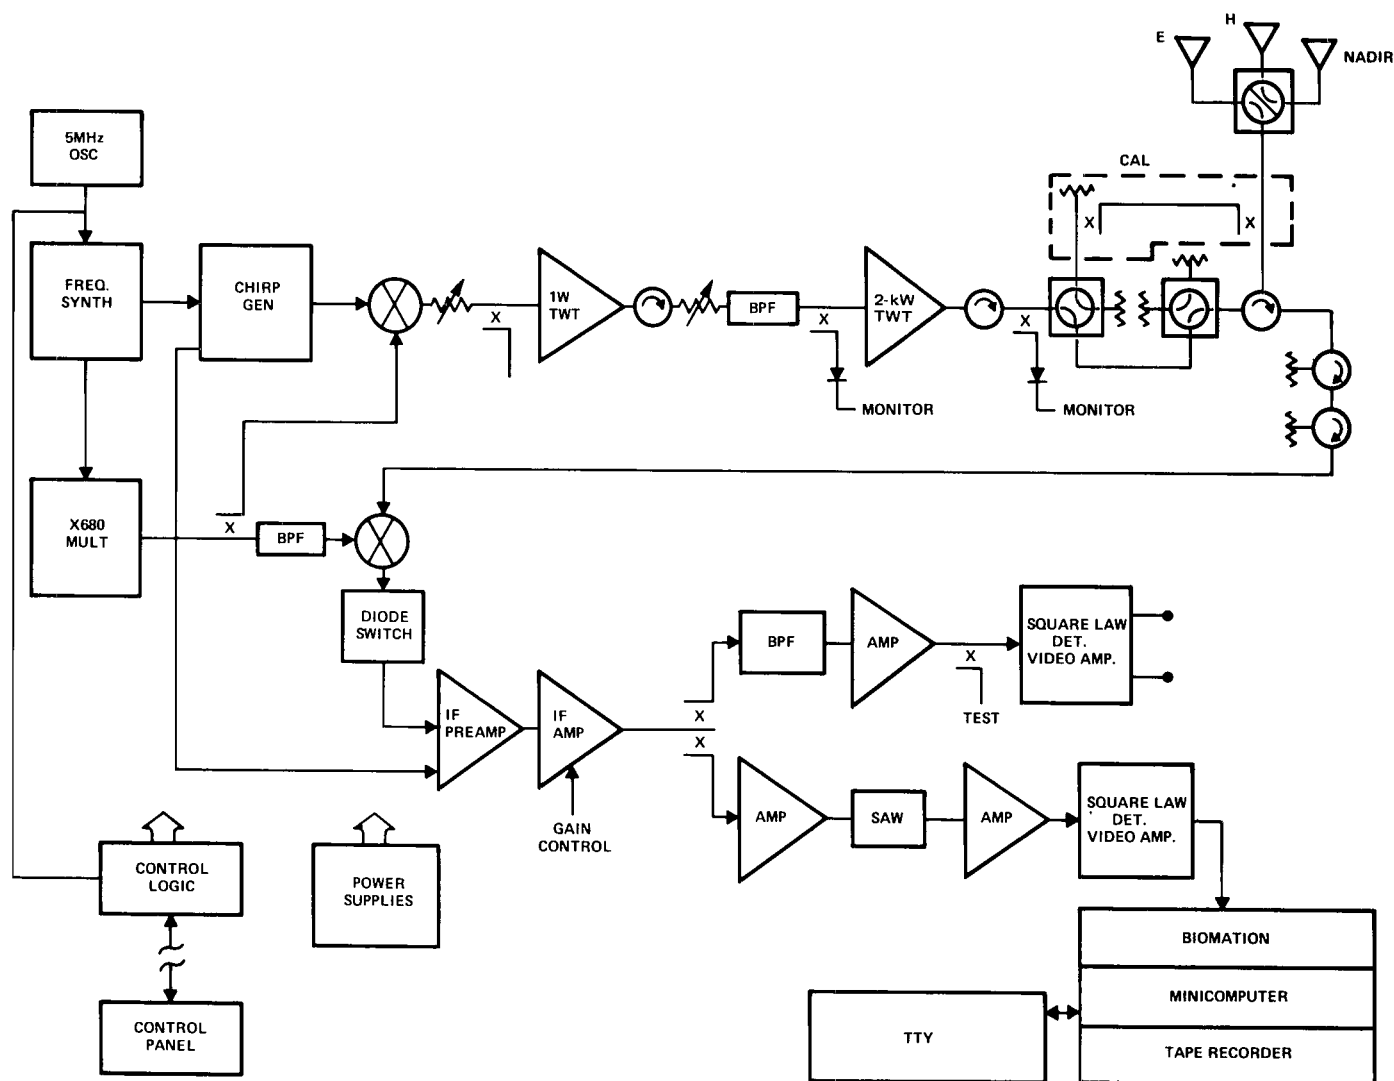 H
E
NADIR
5MHz
OSC
CAL
X
X
FREQ.
SYNTH
CHIRP
GEN
1W
TWT
BPF
2-kW
TWT
X
X
X
MONITOR
MONITOR
X680
MULT
X
BPF
DIODE
SWITCH
BPF
AMP
X
TEST
SQUARE LAW
DET.
VIDEO AMP.
IF
PREAMP
IF
AMP
X
X
GAIN
CONTROL
AMP
SAW
AMP
SQUARE LAW
DET.
VIDEO AMP.
CONTROL
LOGIC
POWER
SUPPLIES
BIOMATION
MINICOMPUTER
TAPE RECORDER
CONTROL
PANEL
TTY